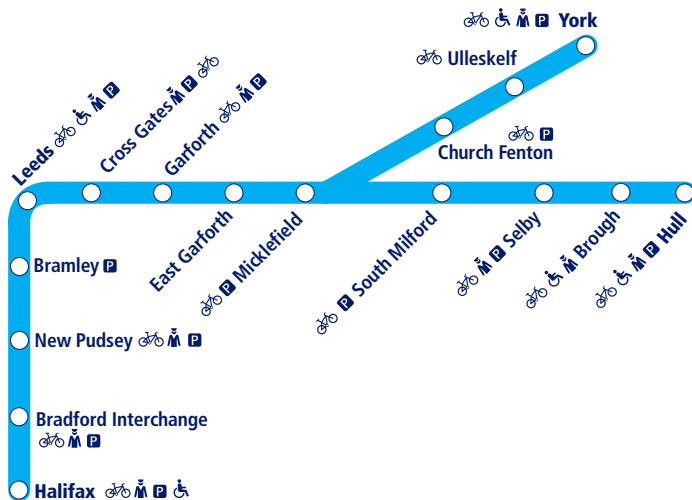 P York
Ulleskelf
P
Church Fenton
Leeds P
Cross Gates P
Garforth P
East Garforth
P Micklefield
P South Milford
P Selby
Brough
P Hull
Bramley P
New Pudsey P
Bradford Interchange
P
Halifax P